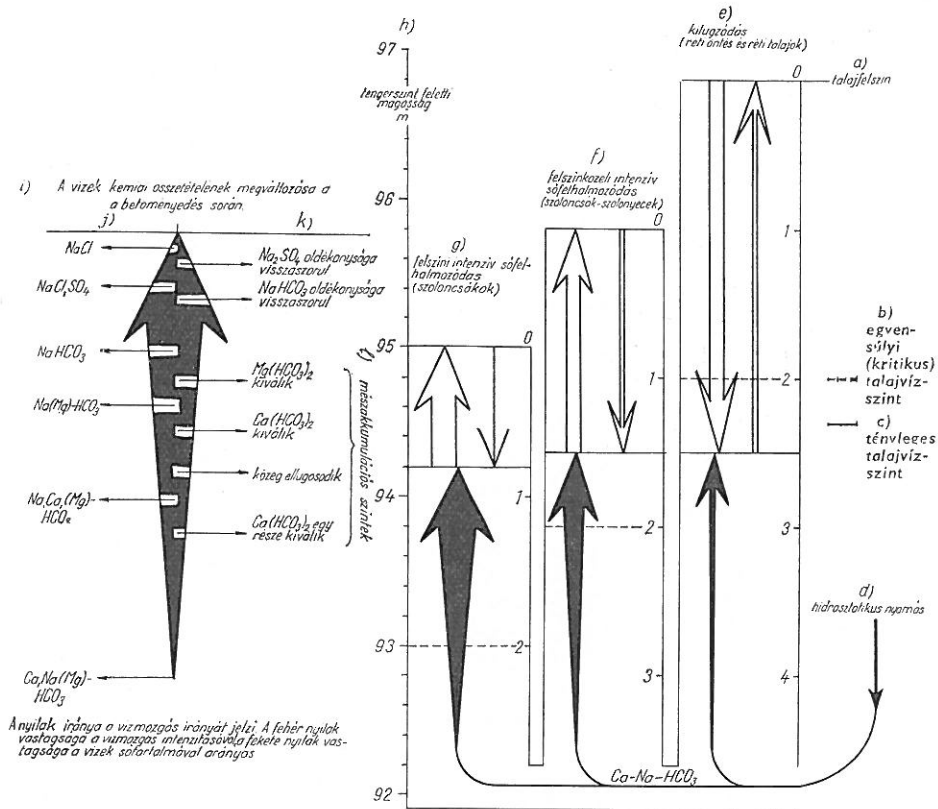 e)
kilúgzódás
(réti öntés és réti talajok)
h)
97
tengerszint feletti
magasság
m
96
95
94
93
92
0
a)
talajfelszín
1
2
3
4
f)
felszínközeli intenzív
sófelhalmozódás
(szoloncsák-szolonyecek)
0
1
2
3
g)
felszíni intenzív sófel-
halmozódás
(szoloncsákok)
0
1
2
b)
egyen-
súlyi
(kritikus)
talajvíz-
szint
c)
tényleges
talajvíz-
szint
d)
hidrosztatikus nyomás
Ca-Na-HCO3
i) A vizek kémiai összetételének megváltozása a
a betöményedés során.
j)
k)
NaCl
Na2SO4 oldékonysága
visszaszorul
NaCl,SO4
NaHCO3 oldékonysága
visszaszorul
NaHCO3
Mg(HCO3)2
kiválik
Na(Mg)-HCO3
Ca(HCO3)2
kiválik
közeg ellúgosodik
Na,Ca,(Mg)-
HCO3
Ca(HCO3)2 egy
része kiválik
l) mészakkumulációs szintek
Ca,Na(Mg)-
HCO3
A nyilak iránya a vízmozgás irányát jelzi. A fehér nyilak
vastagsága a vízmozgás intenzitásával, a fekete nyilak vas-
tagsága a vizek sótartalmával arányos